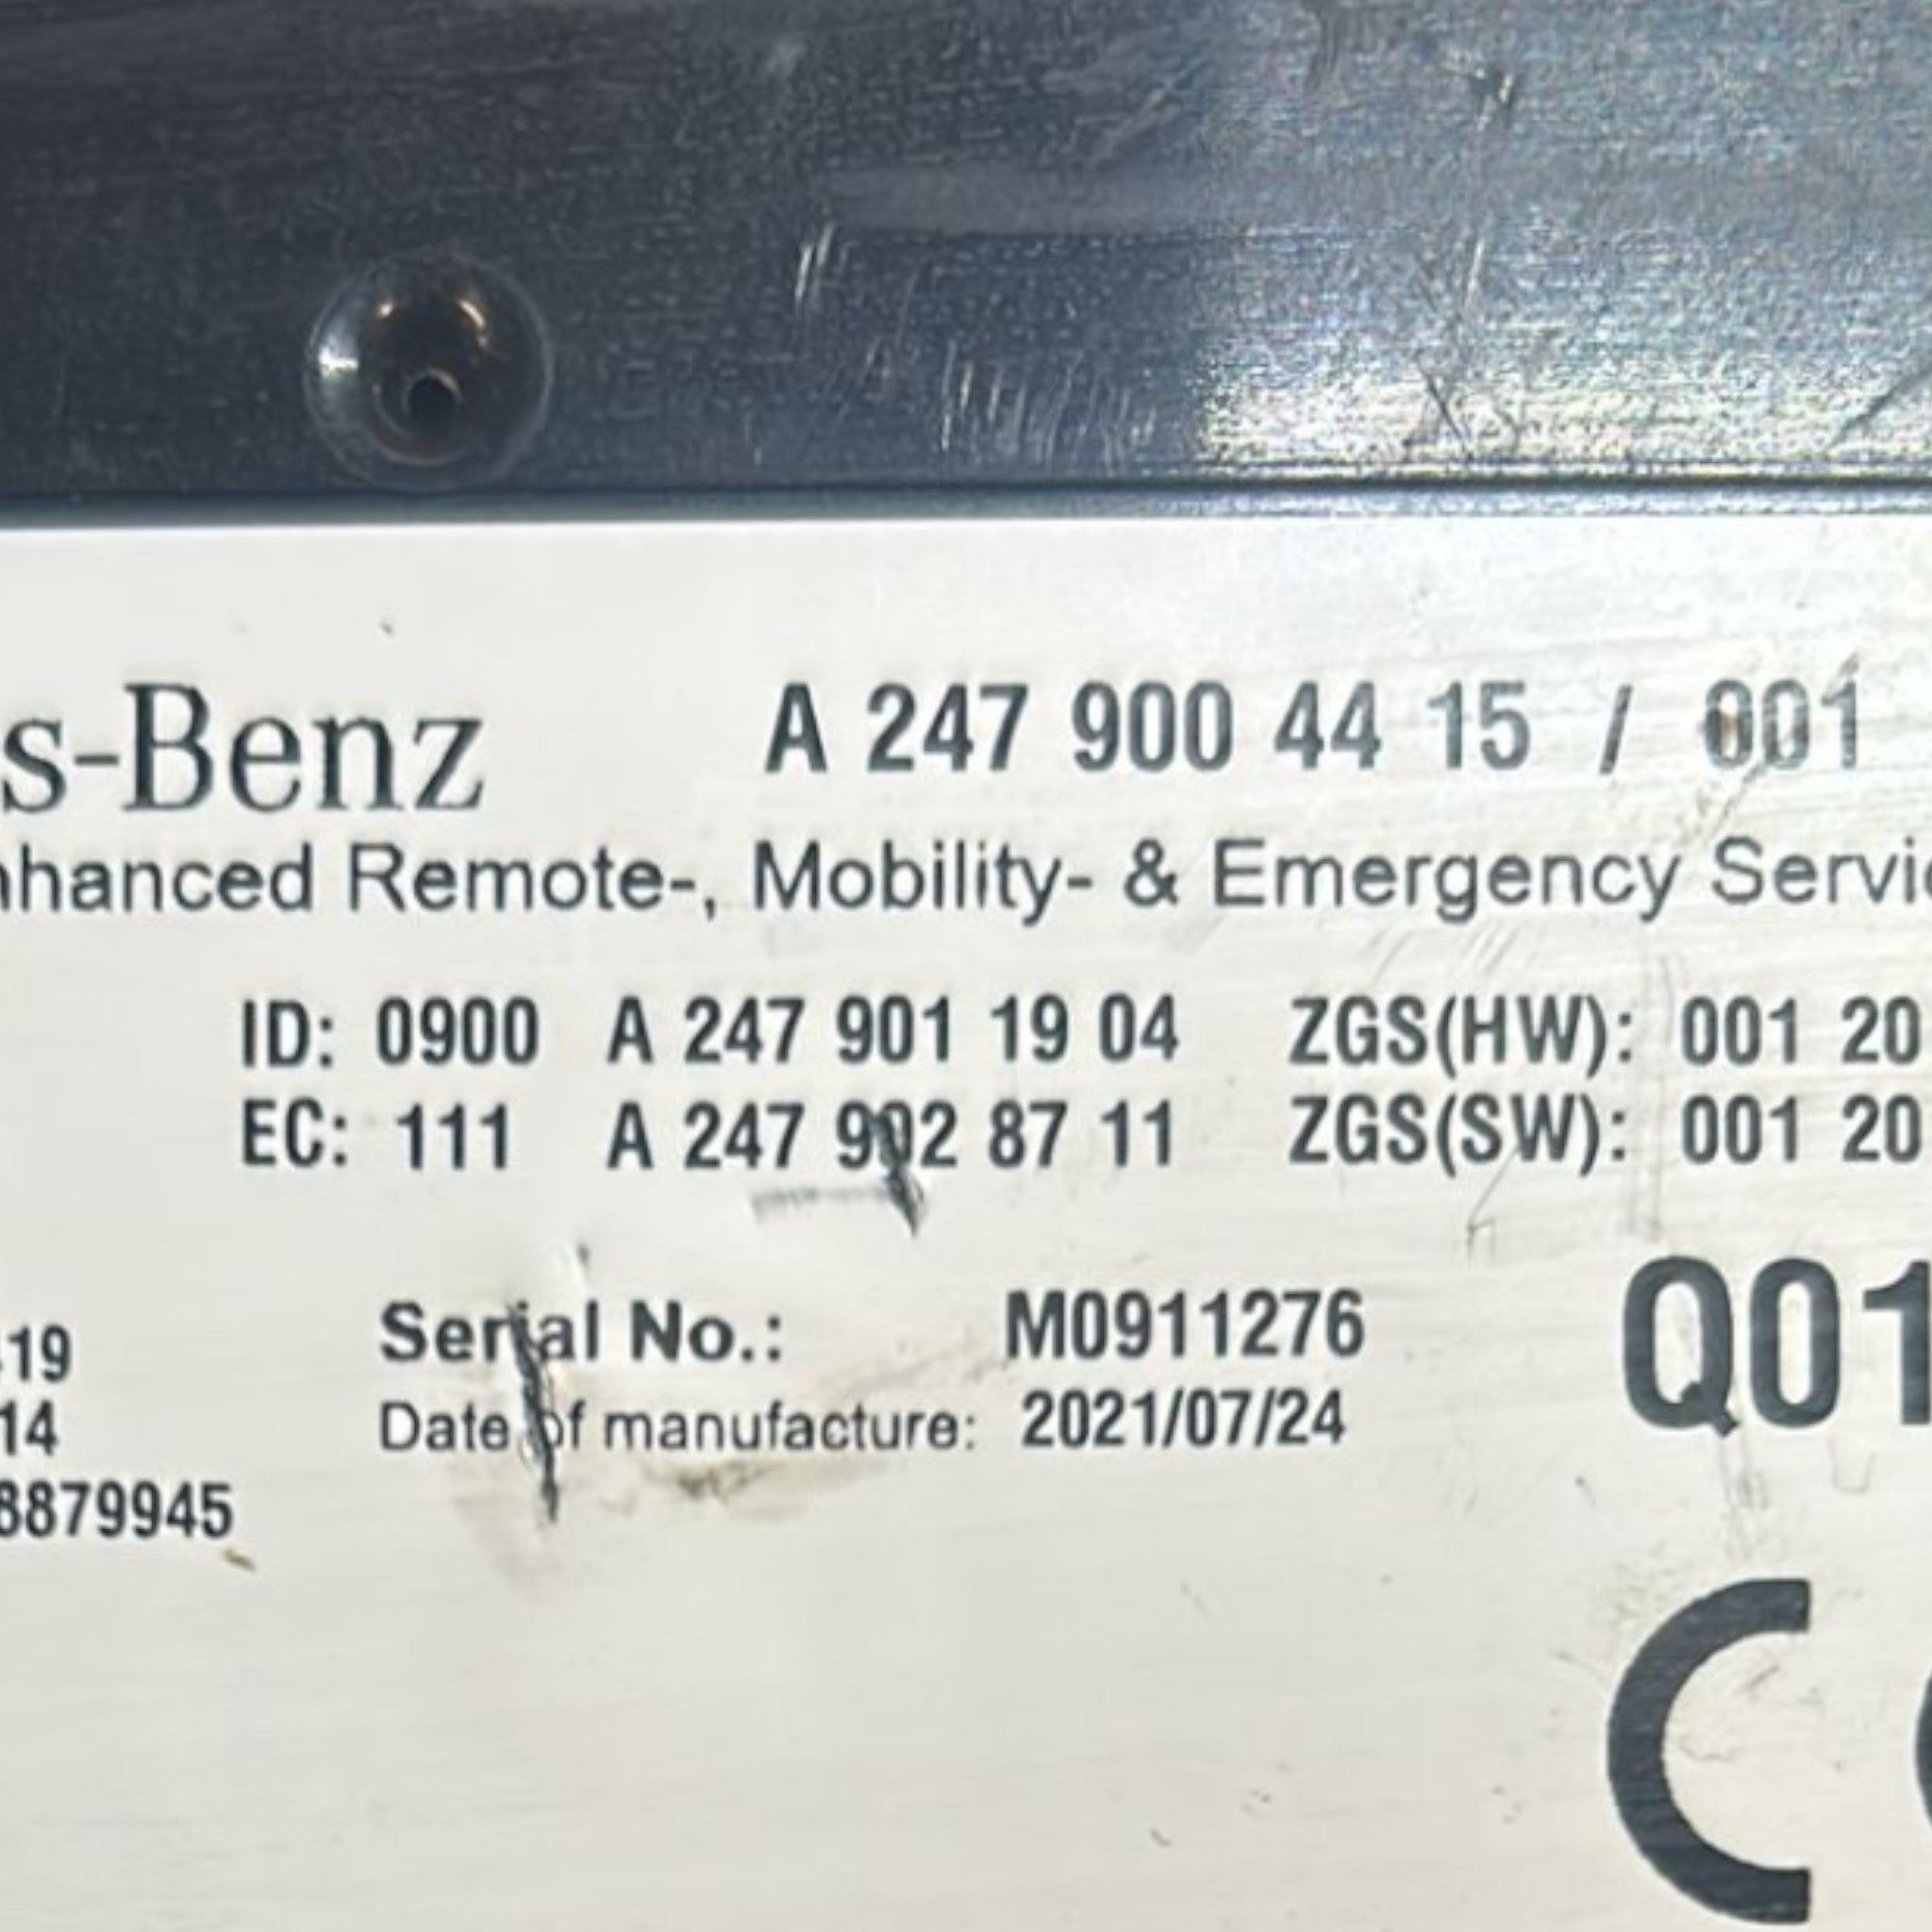 s-Benz A 247 900 44 15 / 001
nhanced Remote-, Mobility- & Emergency Servic
ID: 0900 A 247 901 19 04 ZGS(HW): 001 20
EC: 111 A 247 902 87 11 ZGS(SW): 001 20
19 Serial No.: M0911276 Q01
14 Date of manufacture: 2021/07/24
8879945
CE